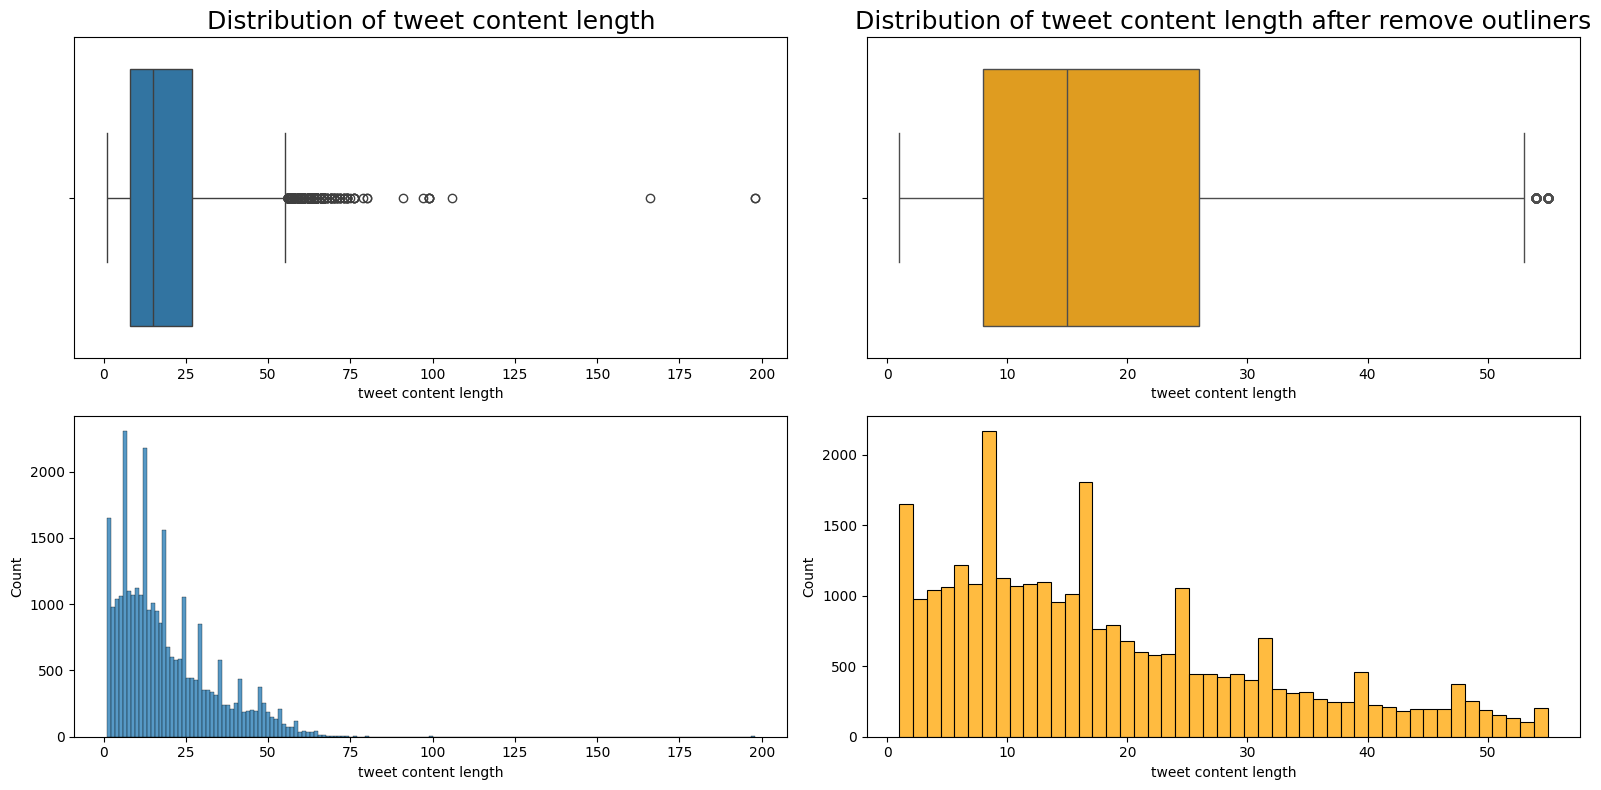 Distribution of tweet content length
0 25 50 75 100 125 150 175 200
tweet content length
Distribution of tweet content length after remove outliners
0 10 20 30 40 50
tweet content length
2000
1500
1000
500
0
Count
0 25 50 75 100 125 150 175 200
tweet content length
2000
1500
1000
500
0
Count
0 10 20 30 40 50
tweet content length